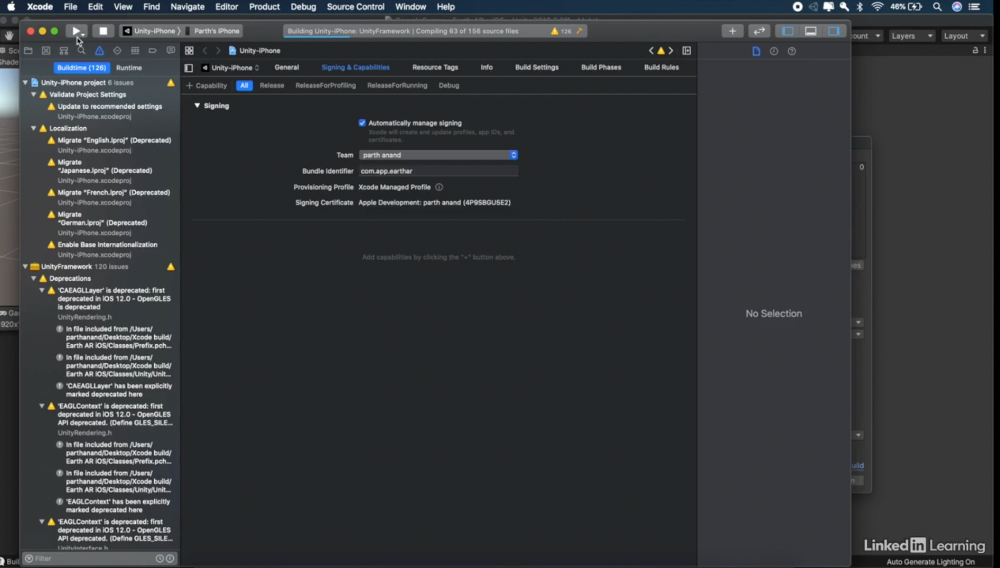 Xcode File Edit View Find Navigate Editor Product Debug Source Control Window Help 46%
Unity-iPhone Parth's iPhone Building Unity-iPhone: UnityFramework | Compiling 63 of 156 source files 126
Layers Layout
Unity-iPhone
Buildtime (126) Runtime
Unity-iPhone General Signing & Capabilities Resource Tags Info Build Settings Build Phases Build Rules
+ Capability All Release ReleaseForProfiling ReleaseForRunning Debug
Unity-iPhone project 6 issues
Validate Project Settings
Update to recommended settings
Unity-iPhone.xcodeproj
Localization
Migrate “English.lproj” (Deprecated)
Unity-iPhone.xcodeproj
Migrate
“Japanese.lproj” (Deprecated)
Unity-iPhone.xcodeproj
Migrate “French.lproj” (Deprecated)
Unity-iPhone.xcodeproj
Migrate
“German.lproj” (Deprecated)
Unity-iPhone.xcodeproj
Enable Base Internationalization
Unity-iPhone.xcodeproj
UnityFramework 120 issues
Deprecations
'CAEAGLLayer' is deprecated: first
deprecated in iOS 12.0 - OpenGLES
is deprecated
UnityRendering.h
In file included from /Users/
parthanand/Desktop/Xcode build/
Earth AR iOS/Classes/Prefix.pch...
In file included from /Users/
parthanand/Desktop/Xcode build/
Earth AR iOS/Classes/Unity/Unit...
'CAEAGLLayer' has been explicitly
marked deprecated here
'EAGLContext' is deprecated: first
deprecated in iOS 12.0 - OpenGLES
API deprecated. (Define GLES_SILE...
UnityRendering.h
In file included from /Users/
parthanand/Desktop/Xcode build/
Earth AR iOS/Classes/Prefix.pch...
In file included from /Users/
parthanand/Desktop/Xcode build/
Earth AR iOS/Classes/Unity/Unit...
'EAGLContext' has been explicitly
marked deprecated here
'EAGLContext' is deprecated: first
deprecated in iOS 12.0 - OpenGLES
API deprecated. (Define GLES_SILE...
UnityInterface.h
Filter
Signing
Automatically manage signing
Xcode will create and update profiles, app IDs, and
certificates.
Team parth anand
Bundle Identifier com.app.earthar
Provisioning Profile Xcode Managed Profile
Signing Certificate Apple Development: parth anand (4P9SBGU5E2)
Add capabilities by clicking the "+" button above.
No Selection
0
LinkedIn Learning
Auto Generate Lighting On